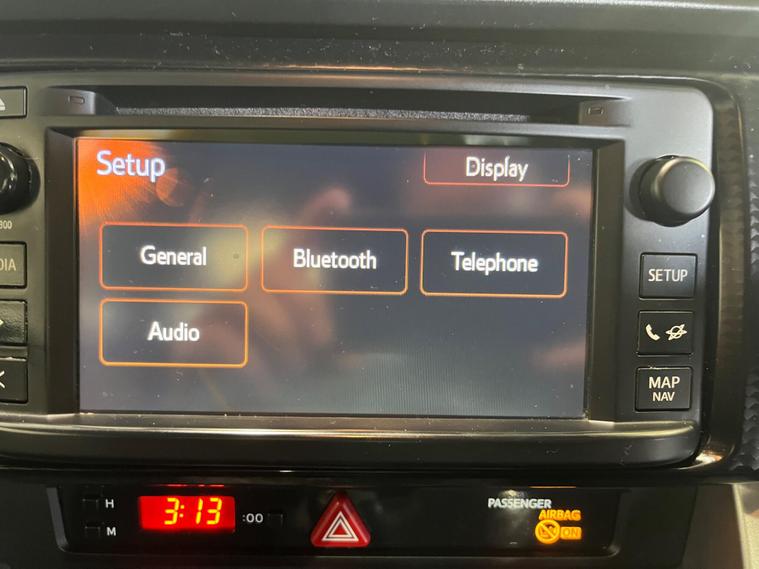 Setup
Display
General
Bluetooth
Telephone
Audio
SETUP
MAP
NAV
H
M
3:13
:00
PASSENGER
AIRBAG
ON